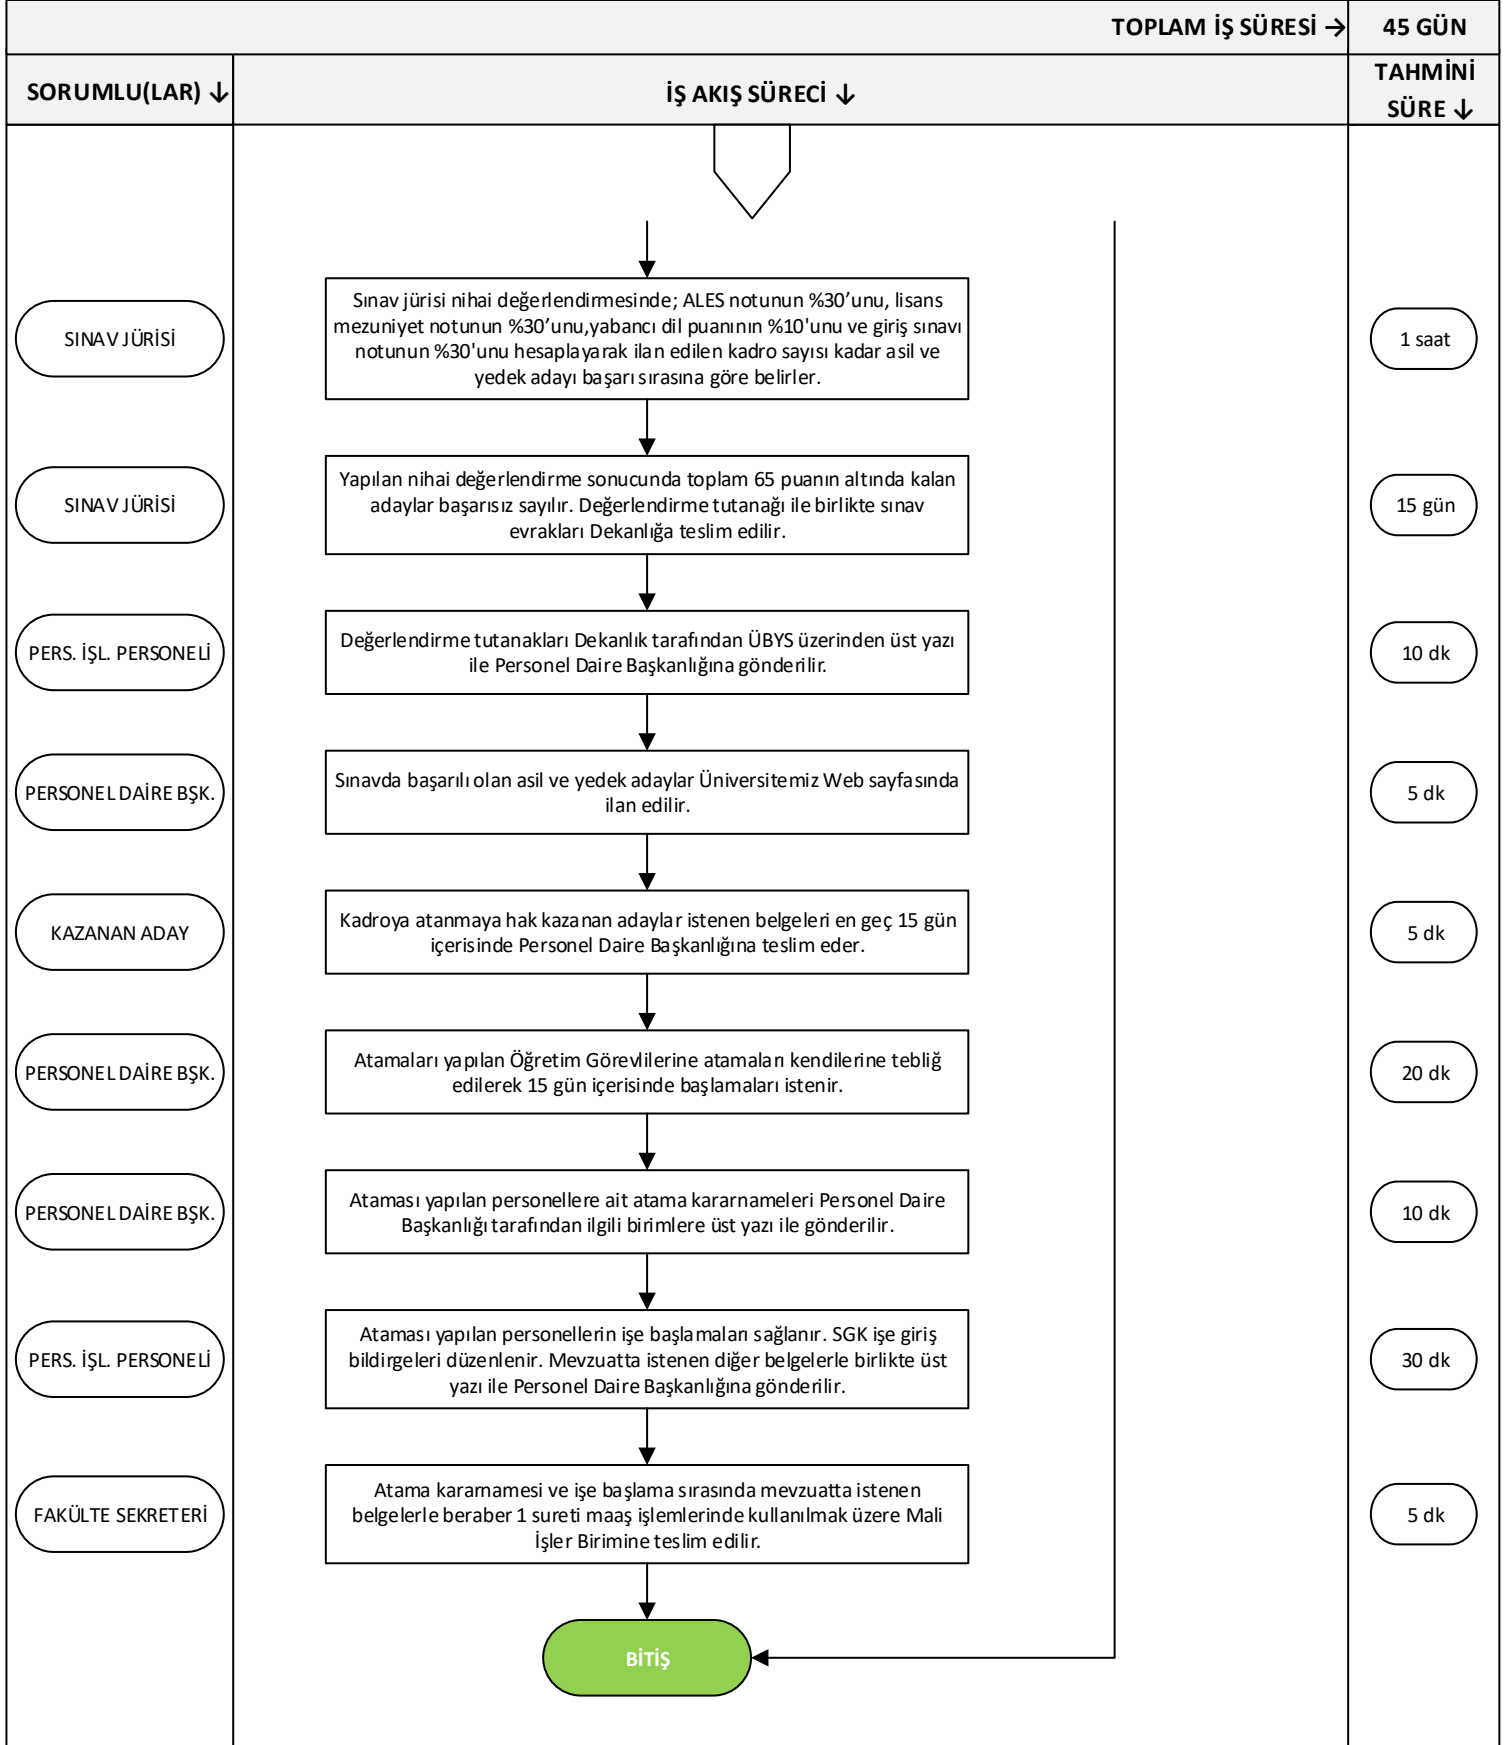 TOPLAM İŞ SÜRESİ → 45 GÜN
SORUMLU(LAR) ↓
İŞ AKIŞ SÜRECİ ↓
TAHMİNİ
SÜRE ↓
SINAV JÜRİSİ
Sınav jürisi nihai değerlendirmesinde; ALES notunun %30’unu, lisans
mezuniyet notunun %30’unu,yabancı dil puanının %10'unu ve giriş sınavı
notunun %30'unu hesaplayarak ilan edilen kadro sayısı kadar asil ve
yedek adayı başarı sırasına göre belirler.
1 saat
SINAV JÜRİSİ
Yapılan nihai değerlendirme sonucunda toplam 65 puanın altında kalan
adaylar başarısız sayılır. Değerlendirme tutanağı ile birlikte sınav
evrakları Dekanlığa teslim edilir.
15 gün
PERS. İŞL. PERSONELİ
Değerlendirme tutanakları Dekanlık tarafından ÜBYS üzerinden üst yazı
ile Personel Daire Başkanlığına gönderilir.
10 dk
PERSONEL DAİRE BŞK.
Sınavda başarılı olan asil ve yedek adaylar Üniversitemiz Web sayfasında
ilan edilir.
5 dk
KAZANAN ADAY
Kadroya atanmaya hak kazanan adaylar istenen belgeleri en geç 15 gün
içerisinde Personel Daire Başkanlığına teslim eder.
5 dk
PERSONEL DAİRE BŞK.
Atamaları yapılan Öğretim Görevlilerine atamaları kendilerine tebliğ
edilerek 15 gün içerisinde başlamaları istenir.
20 dk
PERSONEL DAİRE BŞK.
Ataması yapılan personellere ait atama kararnameleri Personel Daire
Başkanlığı tarafından ilgili birimlere üst yazı ile gönderilir.
10 dk
PERS. İŞL. PERSONELİ
Ataması yapılan personellerin işe başlamaları sağlanır. SGK işe giriş
bildirgeleri düzenlenir. Mevzuatta istenen diğer belgelerle birlikte üst
yazı ile Personel Daire Başkanlığına gönderilir.
30 dk
FAKÜLTE SEKRETERİ
Atama kararnamesi ve işe başlama sırasında mevzuatta istenen
belgelerle beraber 1 sureti maaş işlemlerinde kullanılmak üzere Mali
İşler Birimine teslim edilir.
5 dk
BİTİŞ